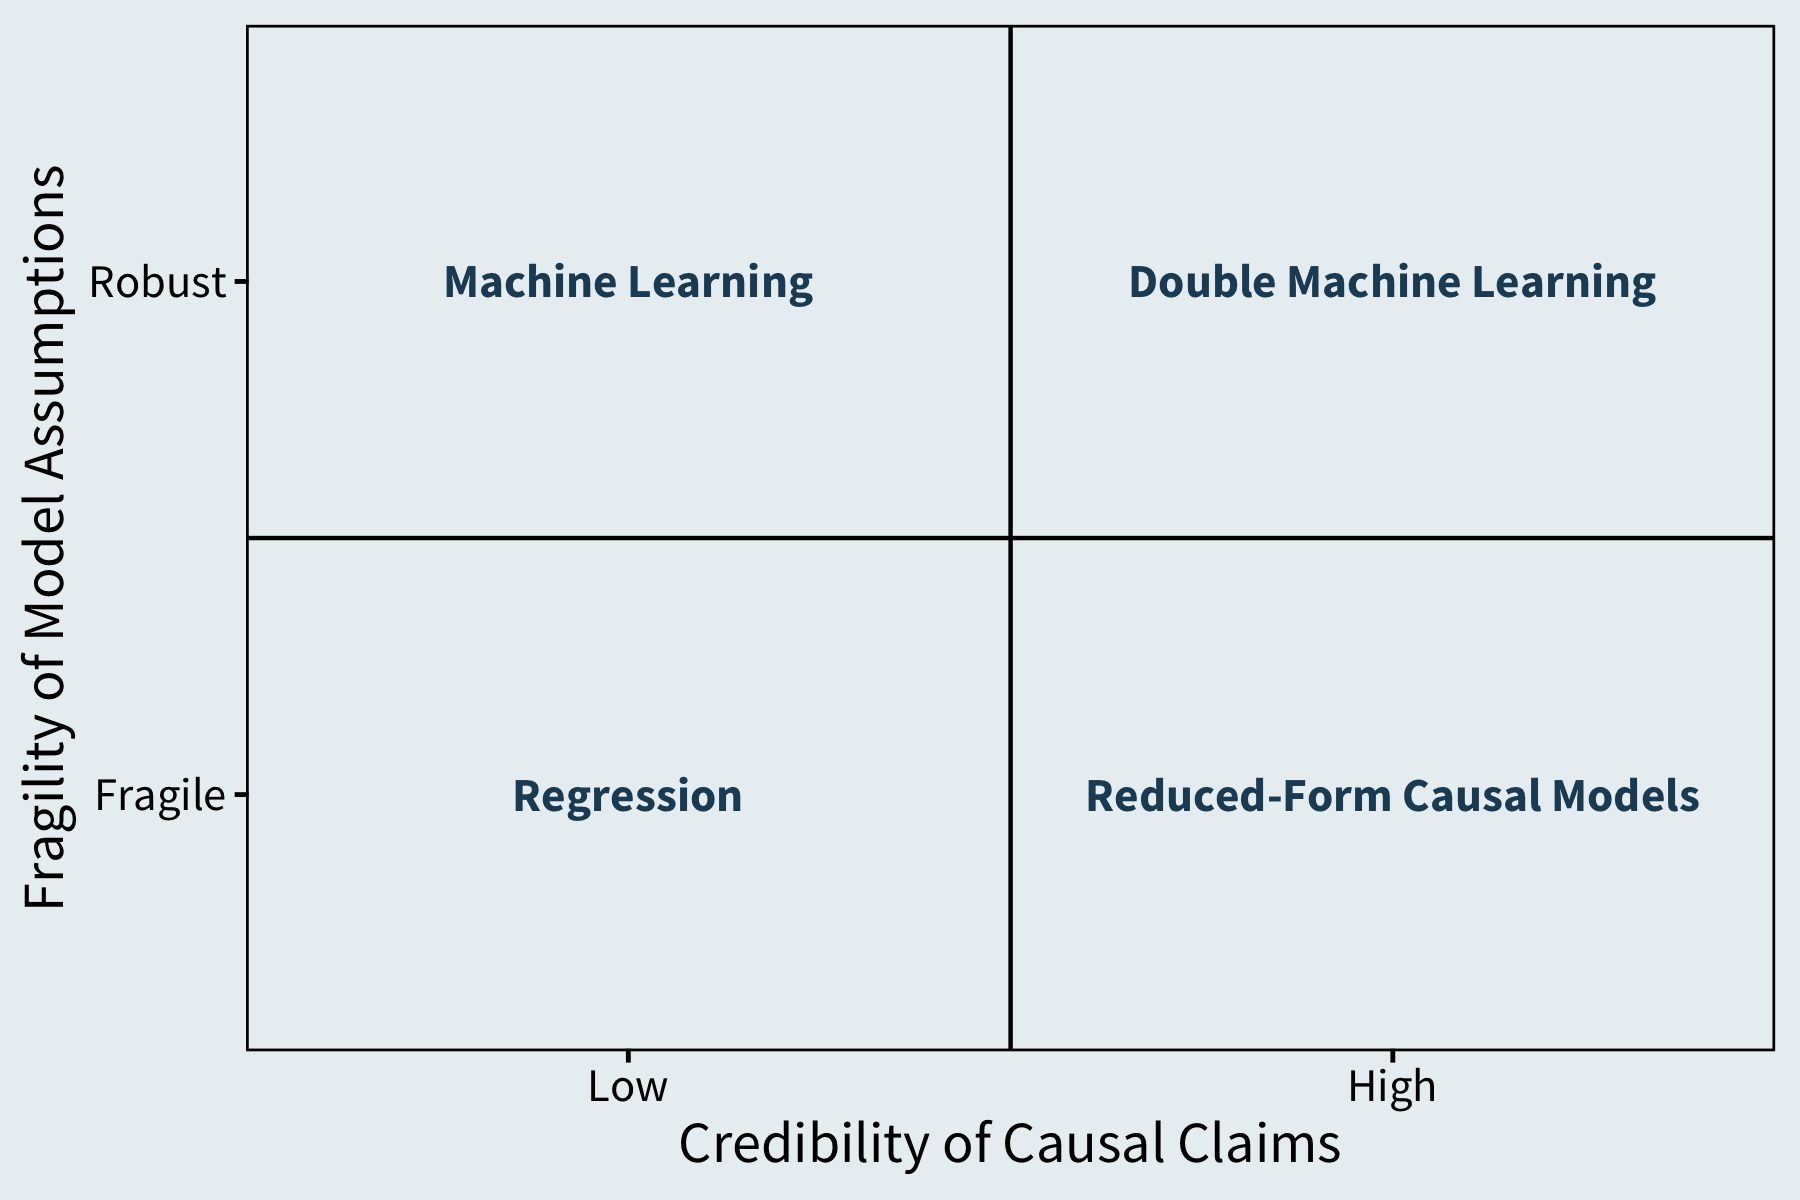 Fragility of Model Assumptions
Robust
Machine Learning
Double Machine Learning
Fragile
Regression
Reduced-Form Causal Models
Low
High
Credibility of Causal Claims